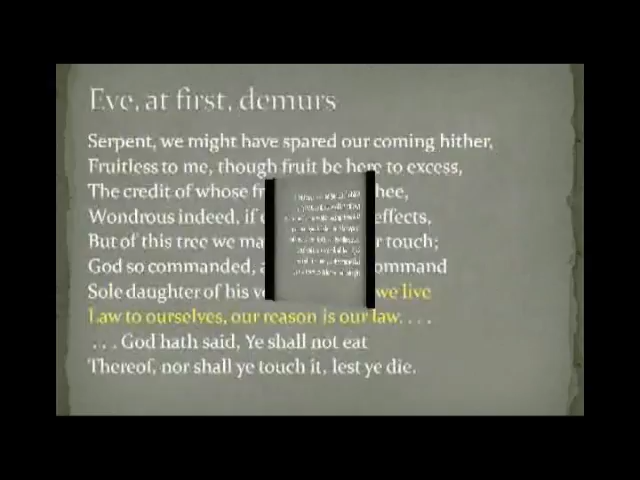 Eve, at first, demurs
Serpent, we might have spared our coming hither,
Fruitless to me, though fruit be here to excess,
The credit of whose fr hee,
Wondrous indeed, if effects,
But of this tree we ma r touch;
God so commanded, ommand
Sole daughter of his v we live
Law to ourselves, our reason is our law. . . .
. . . God hath said, Ye shall not eat
Thereof, nor shall ye touch it, lest ye die.